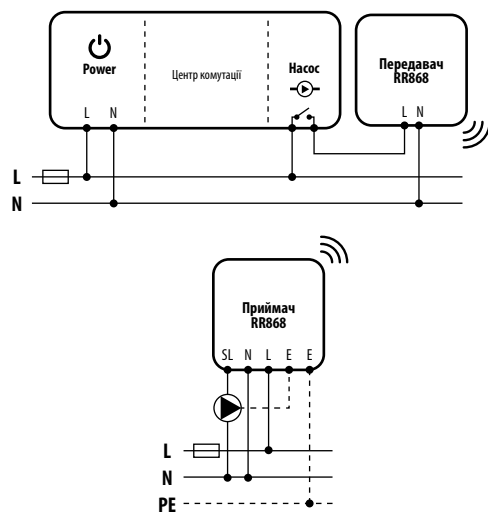 Power
Центр комутації
Насос
Передавач
RR868
L N
L N
L
N
Приймач
RR868
SL N L E E
L
N
PE